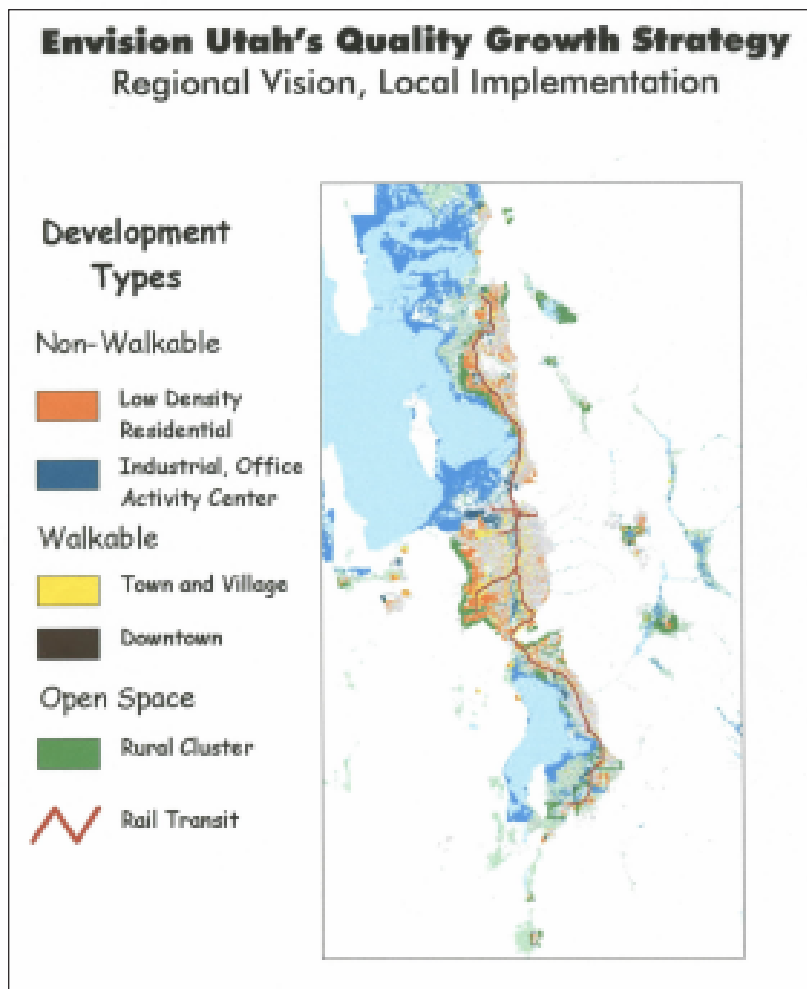 Envision Utah's Quality Growth Strategy
Regional Vision, Local Implementation
Development
Types
Non-Walkable
Low Density
Residential
Industrial, Office
Activity Center
Walkable
Town and Village
Downtown
Open Space
Rural Cluster
Rail Transit